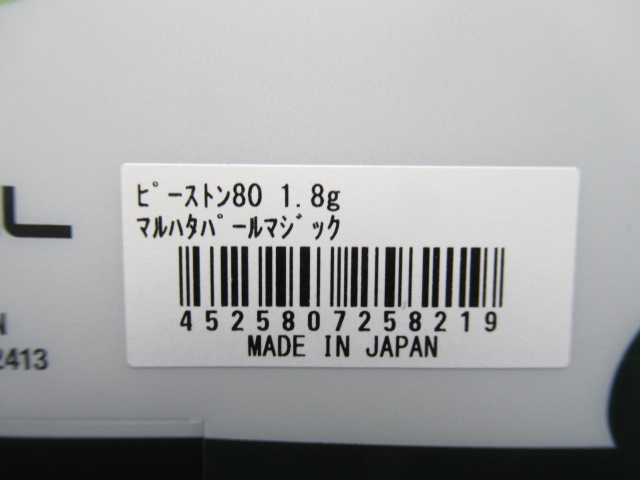 ﾋﾟｰｽﾄﾝ80 1.8g
ﾏﾙﾊﾀﾊﾟｰﾙﾏｼﾞｯｸ
4525807258219
MADE IN JAPAN
L
N
2413